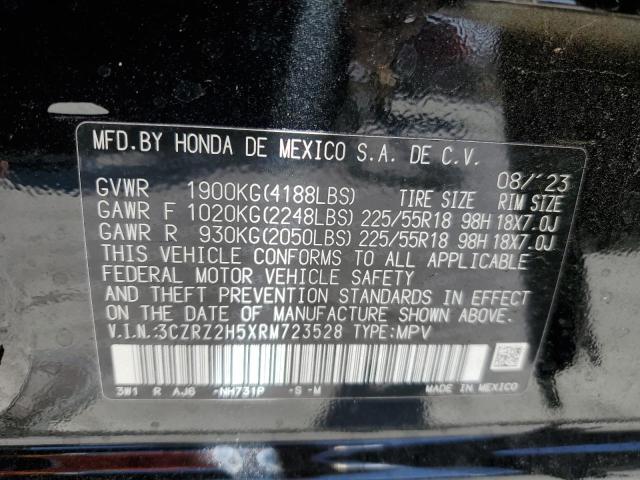 MFD.BY HONDA DE MEXICO S.A. DE C.V.
08/'23
GVWR 1900KG(4188LBS) TIRE SIZE RIM SIZE
GAWR F 1020KG(2248LBS) 225/55R18 98H 18X7.0J
GAWR R 930KG(2050LBS) 225/55R18 98H 18X7.0J
THIS VEHICLE CONFORMS TO ALL APPLICABLE
FEDERAL MOTOR VEHICLE SAFETY
AND THEFT PREVENTION STANDARDS IN EFFECT
ON THE DATE OF MANUFACTURE SHOWN ABOVE.
V.I.N.:3CZRZ2H5XRM723528 TYPE:MPV
3W1 R AJ6 -NH731P -S -M MADE IN MEXICO